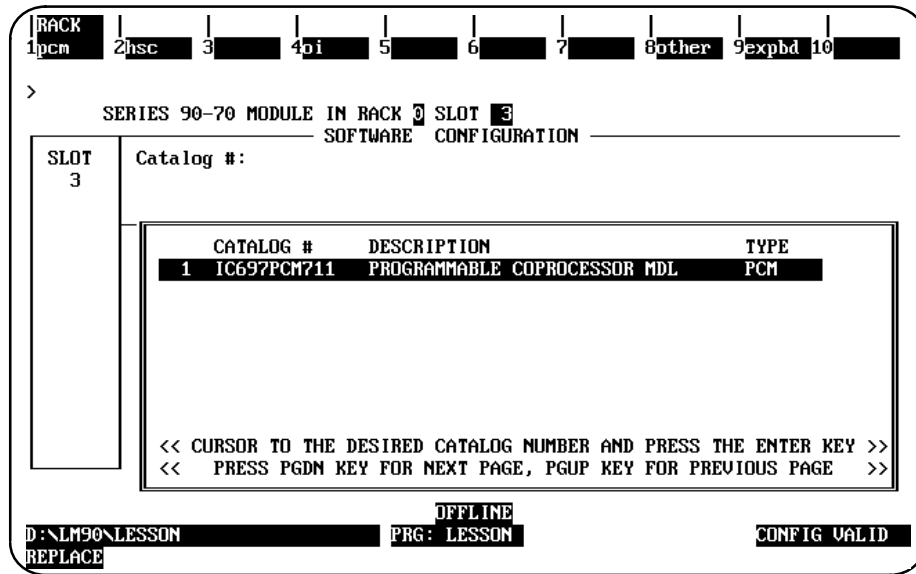 RACK
1pcm 2hsc 3 4oi 5 6 7 8other 9expbd 10
>
SERIES 90-70 MODULE IN RACK 0 SLOT 3
SOFTWARE CONFIGURATION
SLOT Catalog #:
3
CATALOG # DESCRIPTION TYPE
1 IC697PCM711 PROGRAMMABLE COPROCESSOR MDL PCM
<< CURSOR TO THE DESIRED CATALOG NUMBER AND PRESS THE ENTER KEY >>
<< PRESS PGDN KEY FOR NEXT PAGE, PGUP KEY FOR PREVIOUS PAGE >>
OFFLINE
D:\LM90\LESSON PRG: LESSON CONFIG VALID
REPLACE